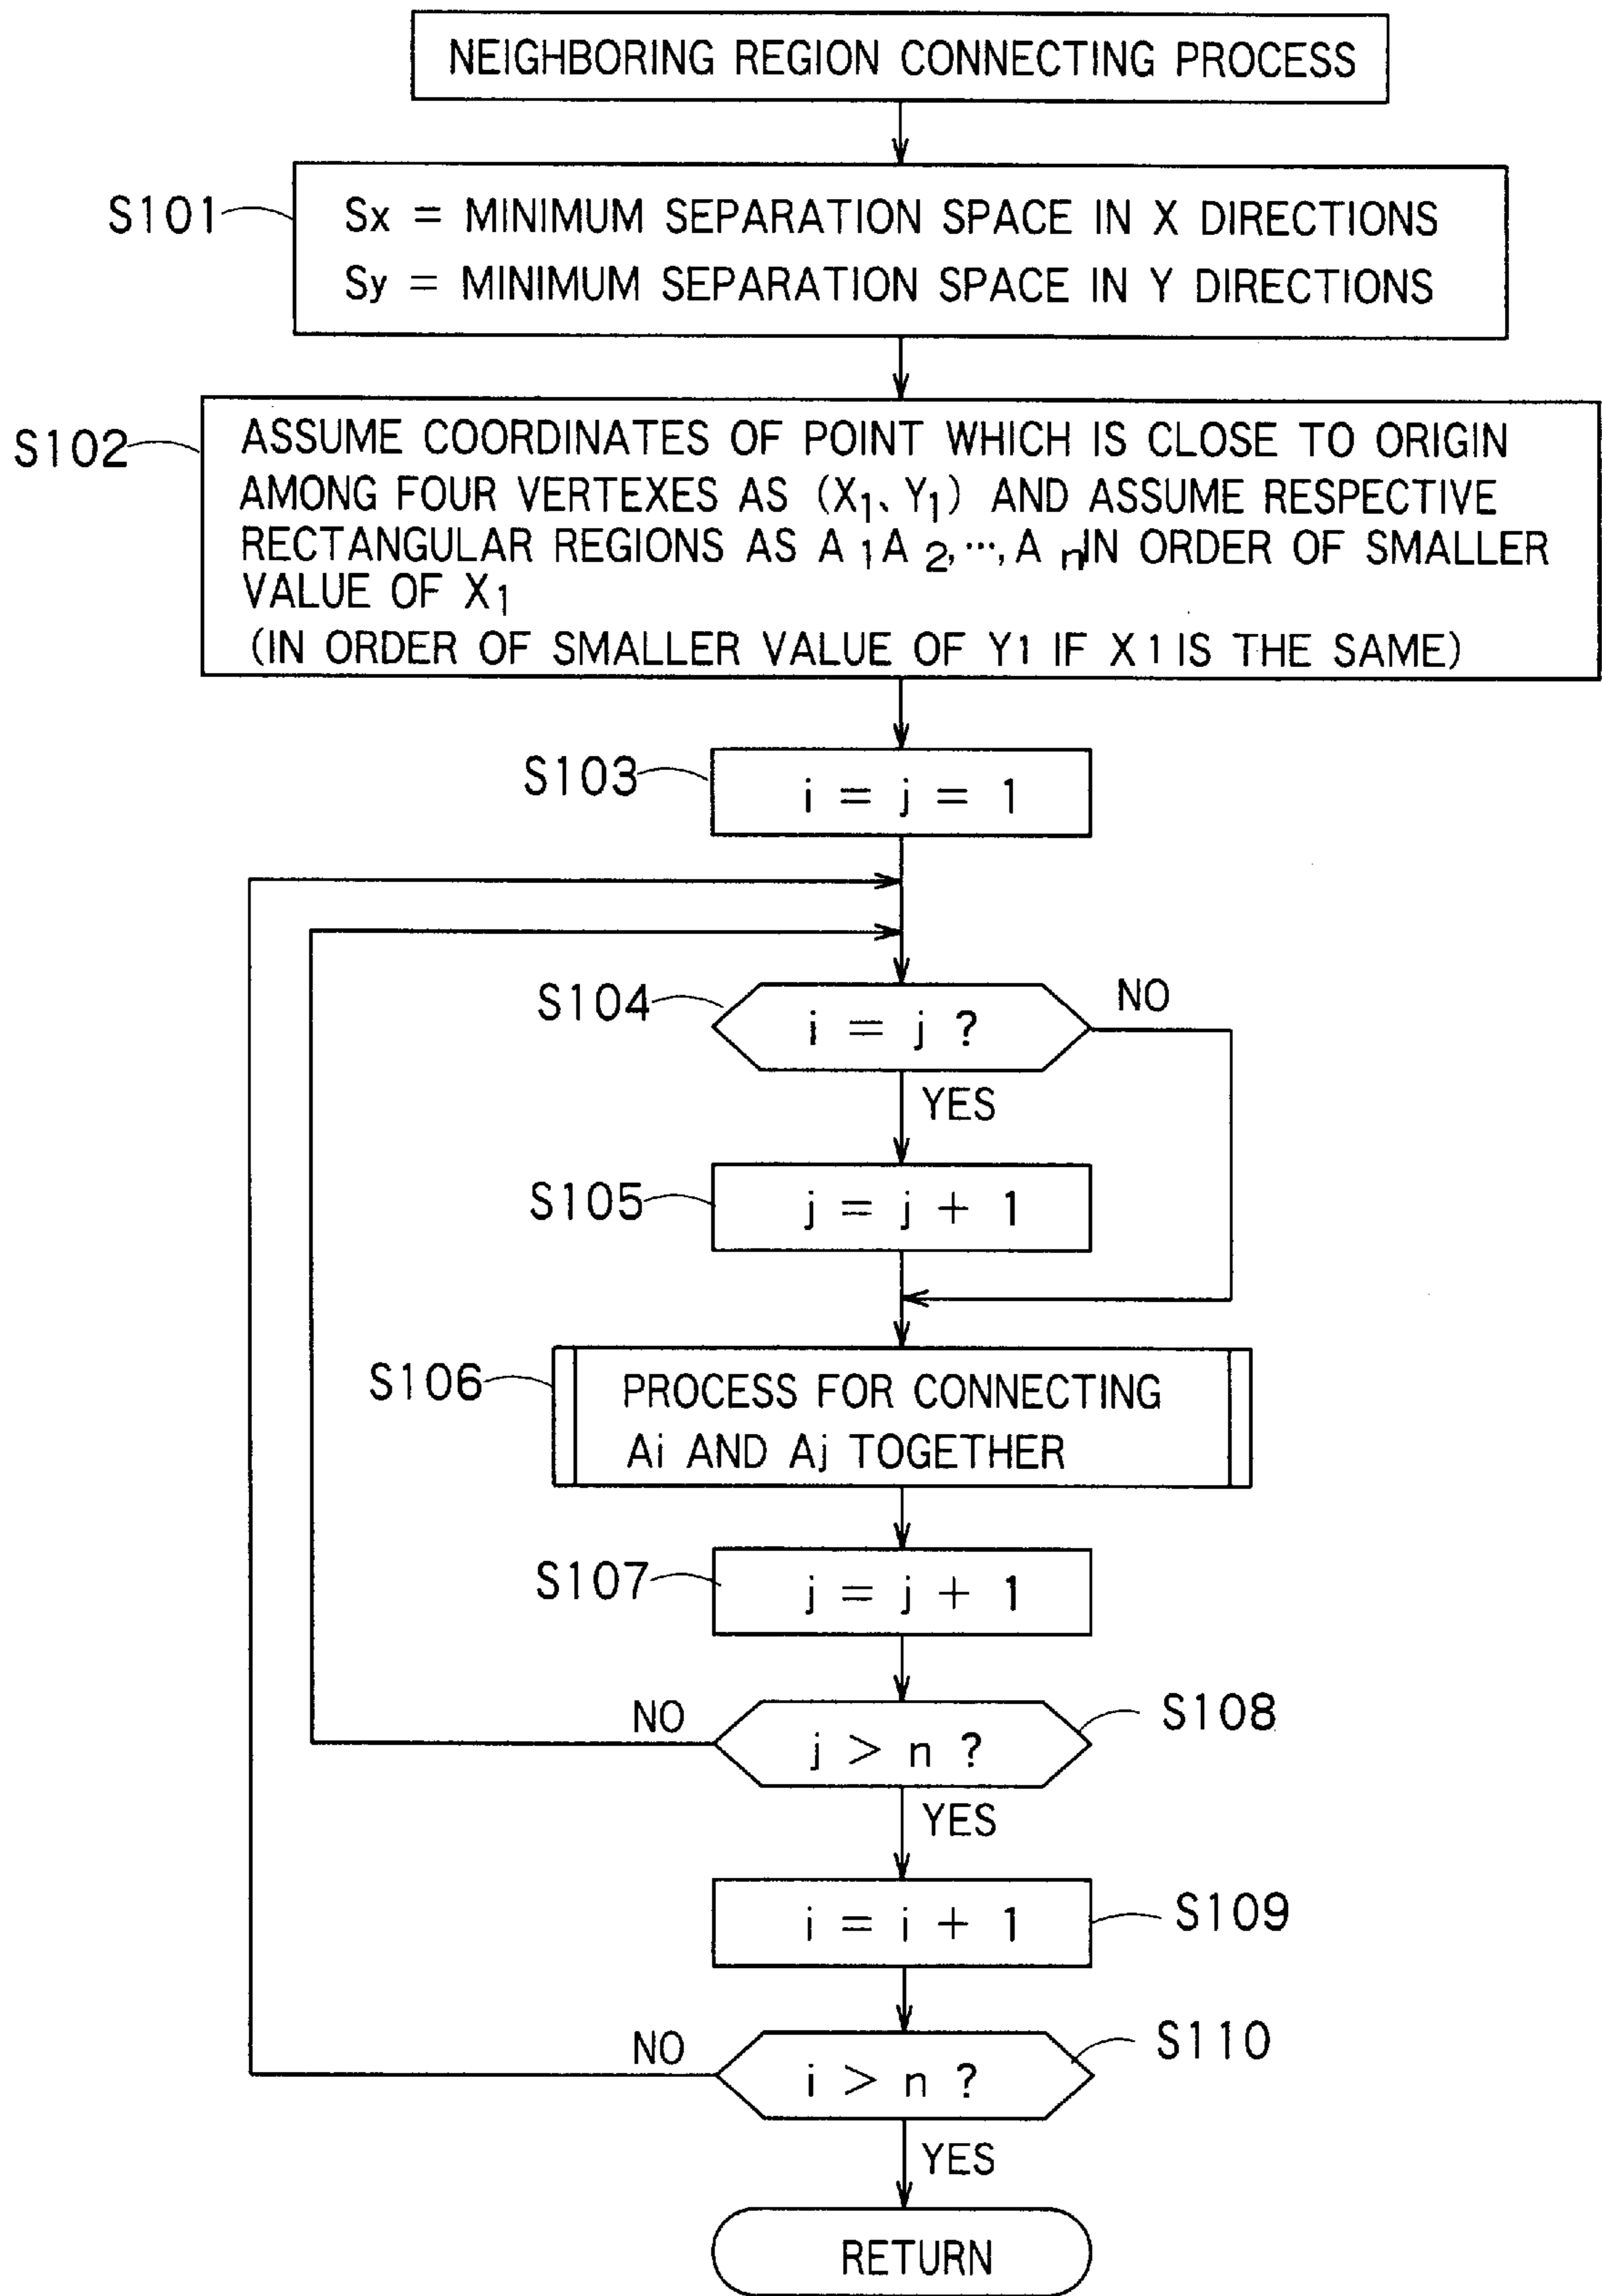 NEIGHBORING REGION CONNECTING PROCESS
S101
Sx = MINIMUM SEPARATION SPACE IN X DIRECTIONS
Sy = MINIMUM SEPARATION SPACE IN Y DIRECTIONS
S102
ASSUME COORDINATES OF POINT WHICH IS CLOSE TO ORIGIN
AMONG FOUR VERTEXES AS (X₁、Y₁) AND ASSUME RESPECTIVE
RECTANGULAR REGIONS AS A ₁A ₂,···, A ₙIN ORDER OF SMALLER
VALUE OF X₁
(IN ORDER OF SMALLER VALUE OF Y1 IF X1 IS THE SAME)
S103
i = j = 1
S104
i = j ?
NO
YES
S105
j = j + 1
S106
PROCESS FOR CONNECTING
Ai AND Aj TOGETHER
S107
j = j + 1
S108
NO
j > n ?
YES
S109
i = i + 1
S110
NO
i > n ?
YES
RETURN